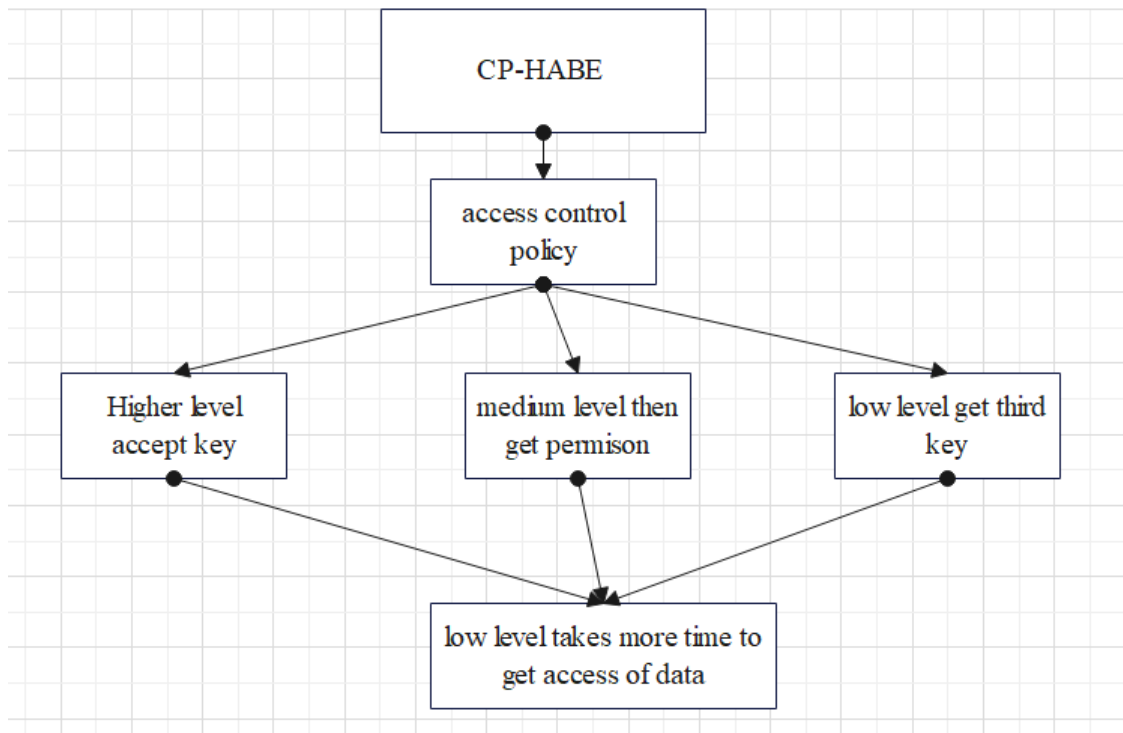 CP-HABE
access control
policy
Higher level
accept key
medium level then
get permison
low level get third
key
low level takes more time to
get access of data